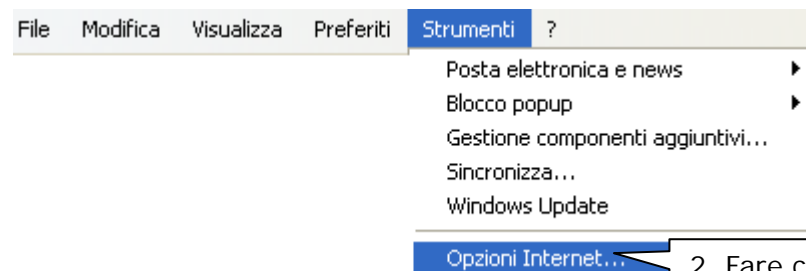 File Modifica Visualizza Preferiti Strumenti ?
Posta elettronica e news
Blocco popup
Gestione componenti aggiuntivi...
Sincronizza...
Windows Update
Opzioni Internet...
2. Fare c